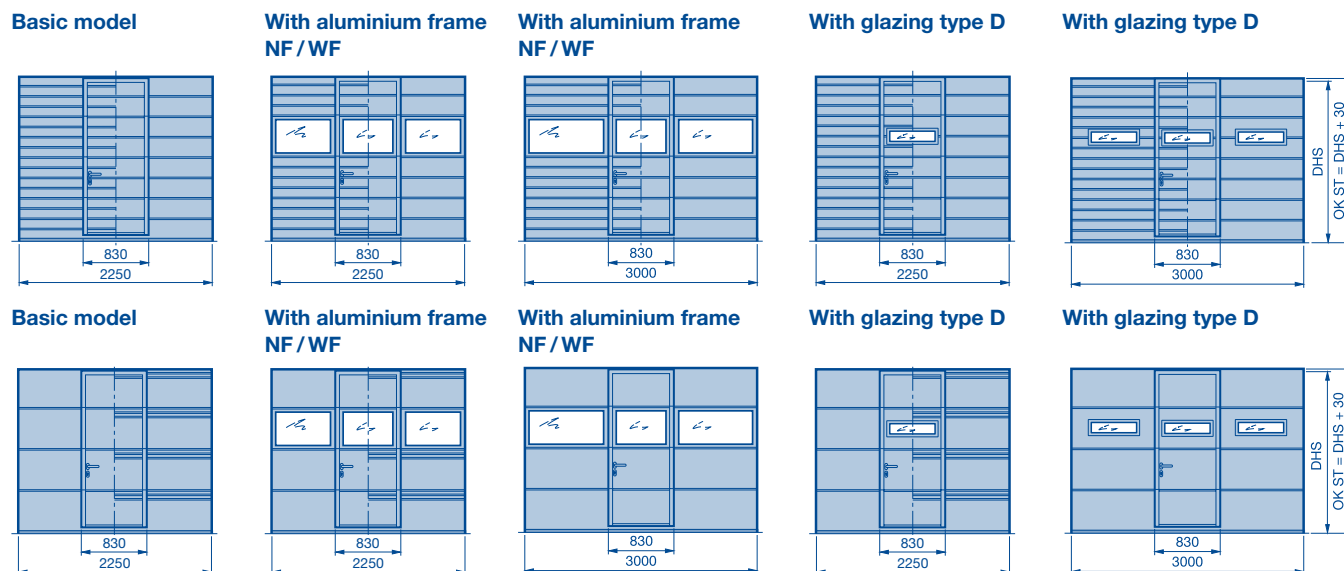 Basic model
With aluminium frame
NF / WF
With aluminium frame
NF / WF
With glazing type D
With glazing type D
830
2250
830
2250
830
3000
830
2250
830
3000
DHS
OK ST = DHS + 30
Basic model
With aluminium frame
NF / WF
With aluminium frame
NF / WF
With glazing type D
With glazing type D
830
2250
830
2250
830
3000
830
2250
830
3000
DHS
OK ST = DHS + 30